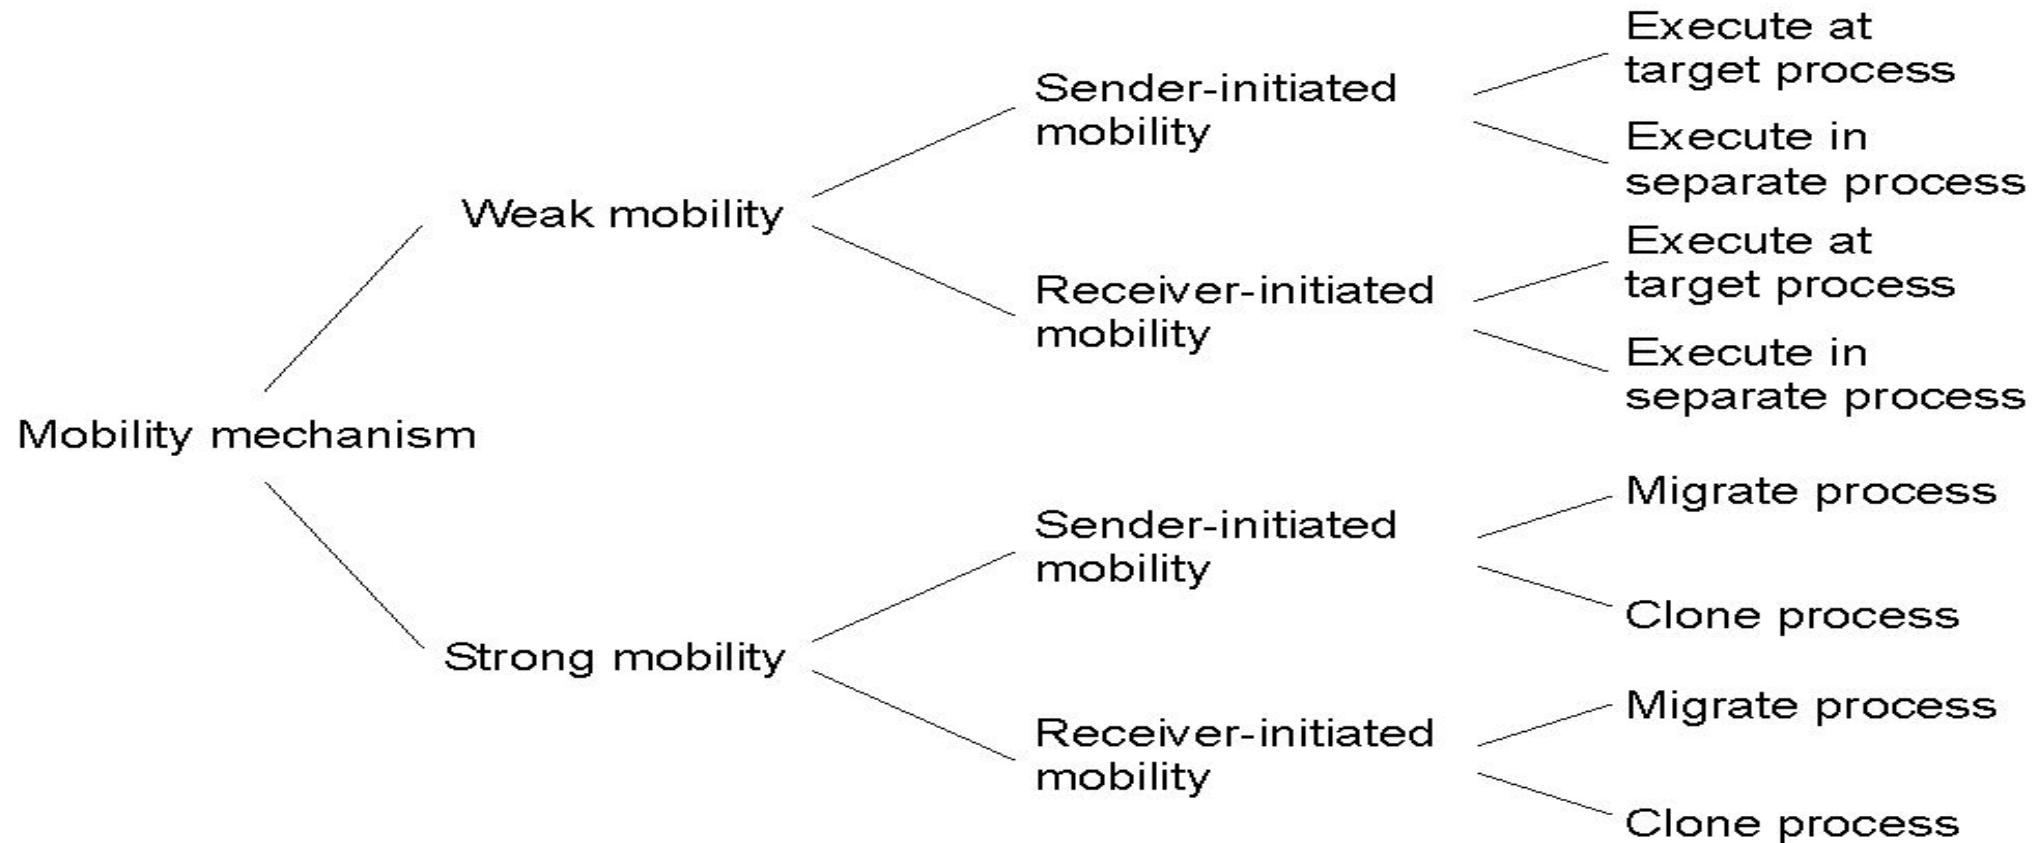 Execute at
target process
Sender-initiated
mobility
Execute in
separate process
Weak mobility
Execute at
target process
Receiver-initiated
mobility
Execute in
separate process
Mobility mechanism
Migrate process
Sender-initiated
mobility
Clone process
Strong mobility
Migrate process
Receiver-initiated
mobility
Clone process